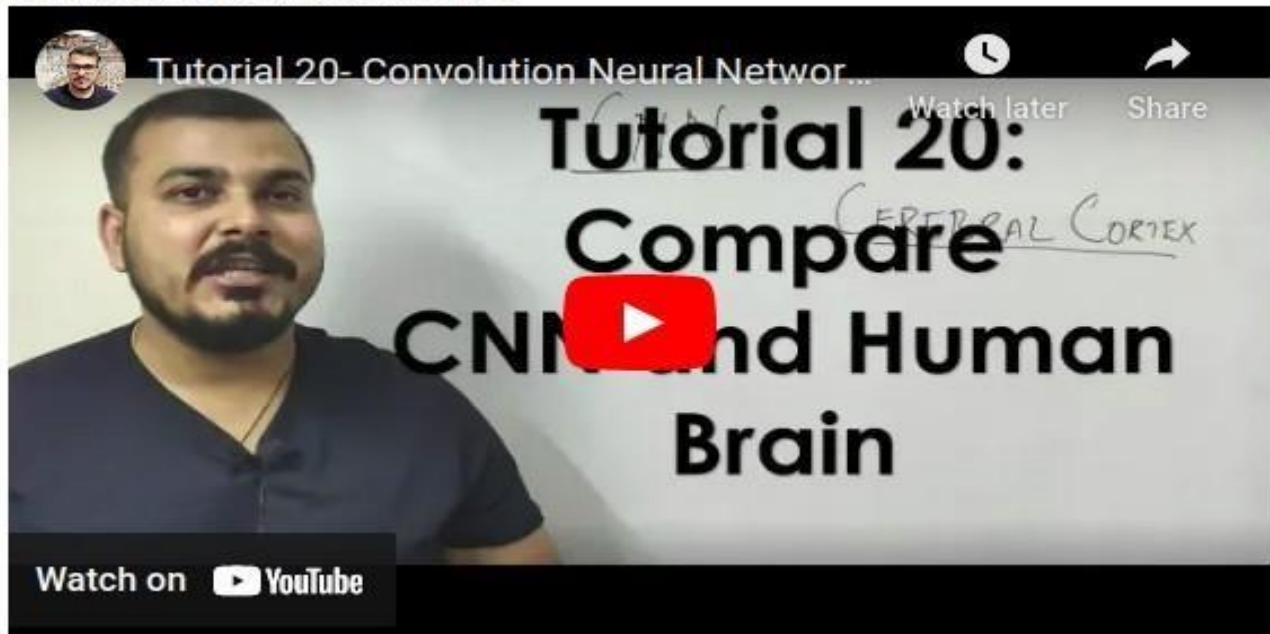 Tutorial 20- Convolution Neural Networ...
Watch later
Share
CNN
Tutorial 20:
CEREBRAL CORTEX
Compare
CNN and Human
Brain
Watch on YouTube